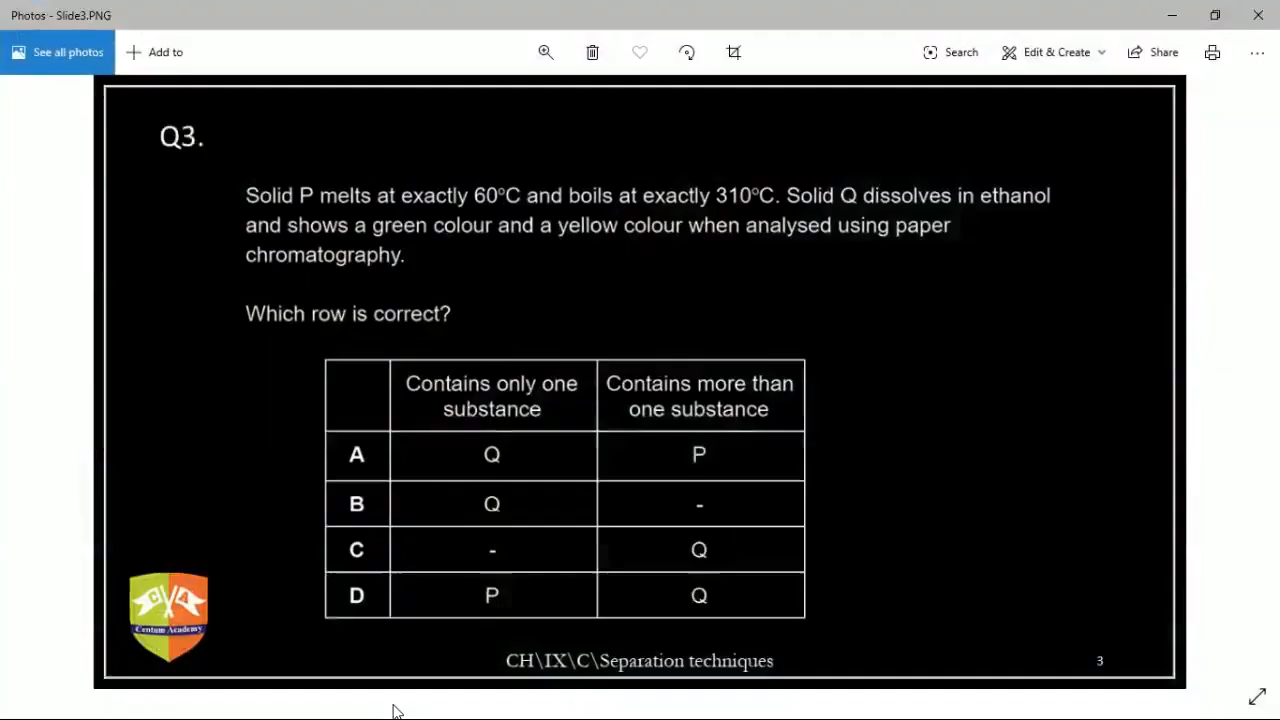 Photos - Slide3.PNG
See all photos
Add to
Search
Edit & Create
Share
Q3.
Solid P melts at exactly 60°C and boils at exactly 310°C. Solid Q dissolves in ethanol
and shows a green colour and a yellow colour when analysed using paper
chromatography.
Which row is correct?
Contains only one substance
Contains more than one substance
A Q P
B Q -
C - Q
D P Q
C A
Centum Academy
CH\IX\C\Separation techniques
3